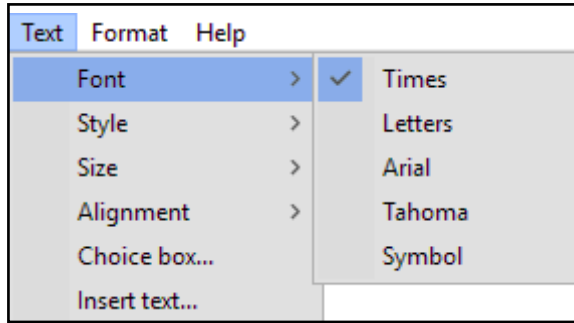 Text Format Help
Font Times
Style Letters
Size Arial
Alignment Tahoma
Choice box... Symbol
Insert text...